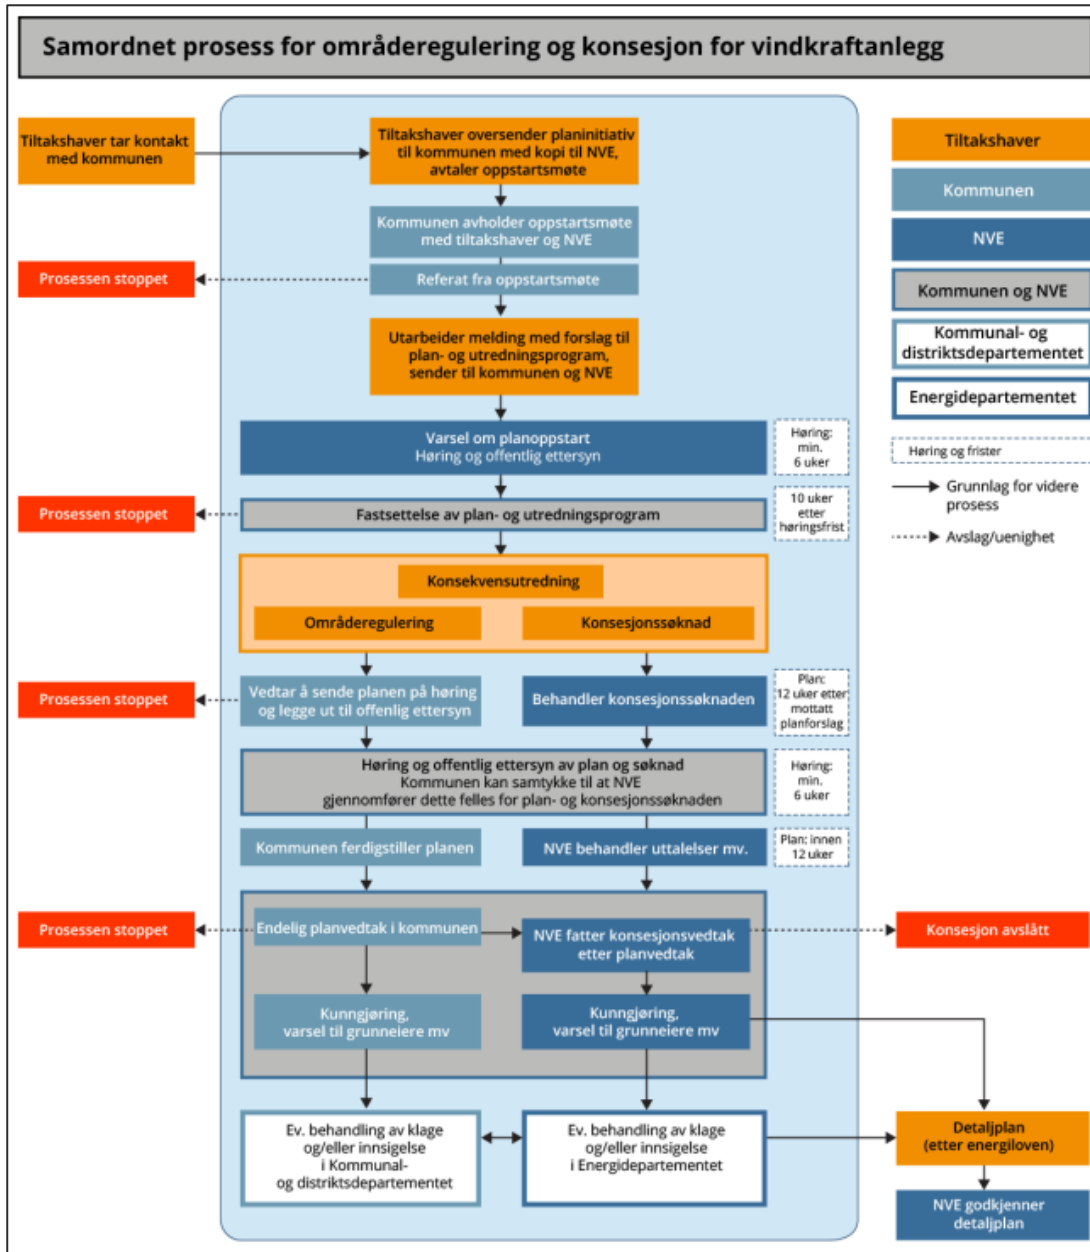 Samordnet prosess for områderegulering og konsesjon for vindkraftanlegg
Tiltakshaver tar kontakt
med kommunen
Tiltakshaver oversender planinitiativ
til kommunen med kopi til NVE,
avtaler oppstartsmøte
Kommunen avholder oppstartsmøte
med tiltakshaver og NVE
Prosessen stoppet
Referat fra oppstartsmøte
Utarbeider melding med forslag til
plan- og utredningsprogram,
sender til kommunen og NVE
Varsel om planoppstart
Høring og offentlig ettersyn
Høring:
min.
6 uker
Prosessen stoppet
Fastsettelse av plan- og utredningsprogram
10 uker
etter
høringsfrist
Konsekvensutredning
Områderegulering
Konsesjonssøknad
Prosessen stoppet
Vedtar å sende planen på høring
og legge ut til offenlig ettersyn
Behandler konsesjonssøknaden
Plan:
12 uker etter
mottatt
planforslag
Høring og offentlig ettersyn av plan og søknad
Kommunen kan samtykke til at NVE
gjennomfører dette felles for plan- og konsesjonssøknaden
Høring:
min.
6 uker
Kommunen ferdigstiller planen
NVE behandler uttalelser mv.
Plan: innen
12 uker
Prosessen stoppet
Endelig planvedtak i kommunen
NVE fatter konsesjonsvedtak
etter planvedtak
Konsesjon avslått
Kunngjøring,
varsel til grunneiere mv
Kunngjøring,
varsel til grunneiere mv
Ev. behandling av klage
og/eller innsigelse
i Kommunal-
og distriktsdepartementet
Ev. behandling av klage
og/eller innsigelse
i Energidepartementet
Detaljplan
(etter energiloven)
NVE godkjenner
detaljplan
Tiltakshaver
Kommunen
NVE
Kommunen og NVE
Kommunal- og
distriktsdepartementet
Energidepartementet
Høring og frister
Grunnlag for videre
prosess
Avslag/uenighet